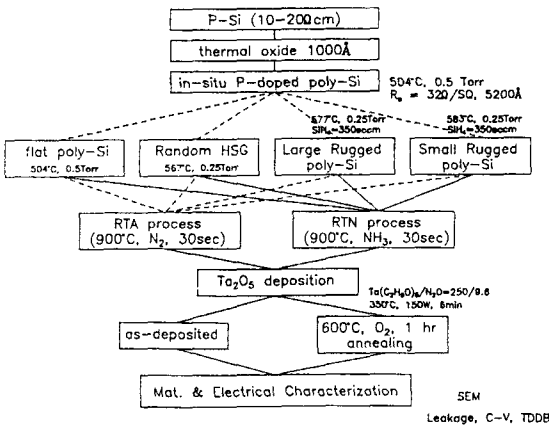 P-Si (10-20Ωcm)
thermal oxide 1000Å
in-situ P-doped poly-Si
504°C, 0.5 Torr
Rs = 32Ω/SQ, 5200Å
577°C, 0.25Torr
SiH4=350sccm
583°C, 0.25Torr
SiH4=350sccm
flat poly-Si
504°C, 0.5Torr
Random HSG
567°C, 0.25Torr
Large Rugged
poly-Si
Small Rugged
poly-Si
RTA process
(900°C, N2, 30sec)
RTN process
(900°C, NH3, 30sec)
Ta2O5 deposition
Ta(C2H5O)5/N2O=250/9.6
350°C, 150W, 6min
as-deposited
600°C, O2, 1 hr
annealing
Mat. & Electrical Characterization
SEM
Leakage, C-V, TDDB